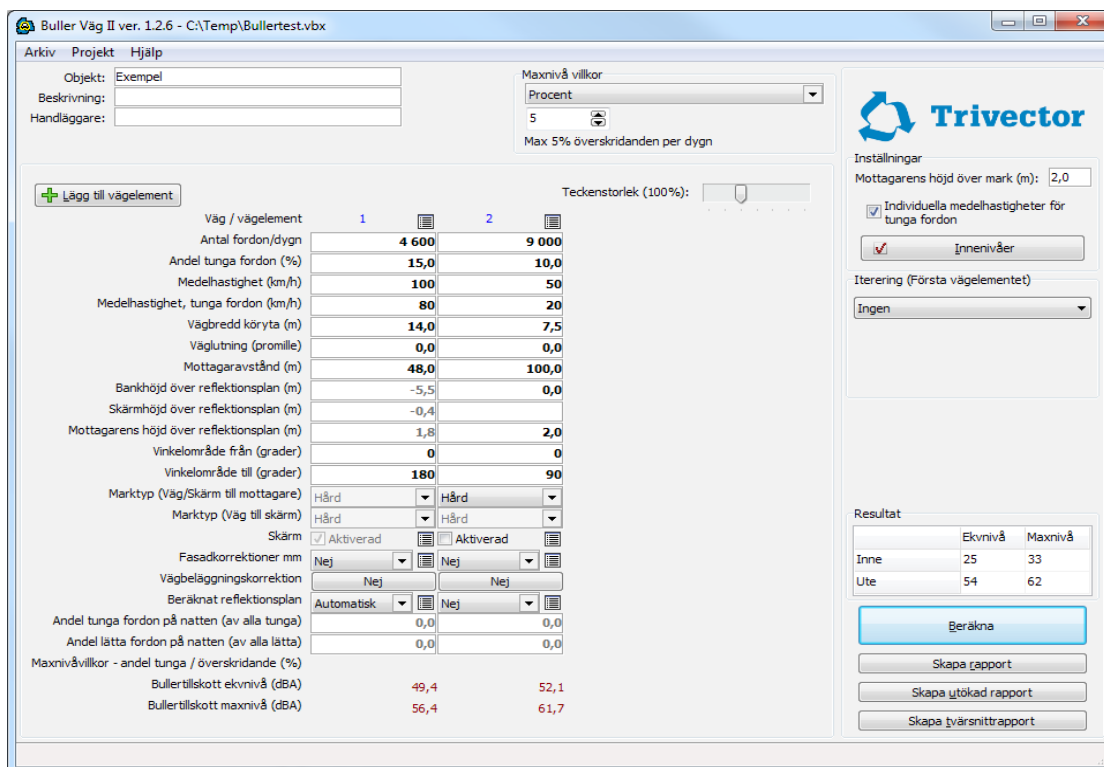 Buller Väg II ver. 1.2.6 - C:\Temp\Bullertest.vbx
Arkiv Projekt Hjälp
Objekt: Exempel
Beskrivning:
Handläggare:
Maxnivå villkor
Procent
5
Max 5% överskridanden per dygn
Trivector
Inställningar
Mottagarens höjd över mark (m): 2,0
Individuella medelhastigheter för
tunga fordon
Innenivåer
Iterering (Första vägelementet)
Ingen
Lägg till vägelement
Teckenstorlek (100%):
Väg / vägelement 1 2
Antal fordon/dygn 4 600 9 000
Andel tunga fordon (%) 15,0 10,0
Medelhastighet (km/h) 100 50
Medelhastighet, tunga fordon (km/h) 80 20
Vägbredd köryta (m) 14,0 7,5
Väglutning (promille) 0,0 0,0
Mottagaravstånd (m) 48,0 100,0
Bankhöjd över reflektionsplan (m) -5,5 0,0
Skärmhöjd över reflektionsplan (m) -0,4
Mottagarens höjd över reflektionsplan (m) 1,8 2,0
Vinkelområde från (grader) 0 0
Vinkelområde till (grader) 180 90
Marktyp (Väg/Skärm till mottagare) Hård Hård
Marktyp (Väg till skärm) Hård Hård
Skärm Aktiverad Aktiverad
Fasadkorrektioner mm Nej Nej
Vägbeläggningskorrektion Nej Nej
Beräknat reflektionsplan Automatisk Nej
Andel tunga fordon på natten (av alla tunga) 0,0 0,0
Andel lätta fordon på natten (av alla lätta) 0,0 0,0
Maxnivåvillkor - andel tunga / överskridande (%)
Bullertillskott ekvnivå (dBA) 49,4 52,1
Bullertillskott maxnivå (dBA) 56,4 61,7
Resultat
Ekvnivå Maxnivå
Inne 25 33
Ute 54 62
Beräkna
Skapa rapport
Skapa utökad rapport
Skapa tvärsnittrapport